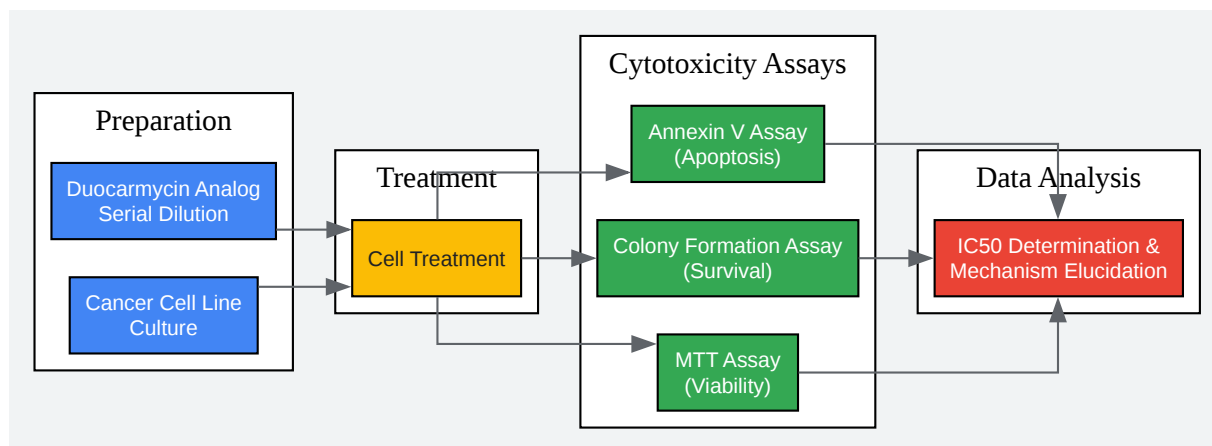 Preparation
Duocarmycin Analog
Serial Dilution
Cancer Cell Line
Culture
Treatment
Cell Treatment
Cytotoxicity Assays
Annexin V Assay
(Apoptosis)
Colony Formation Assay
(Survival)
MTT Assay
(Viability)
Data Analysis
IC50 Determination &
Mechanism Elucidation